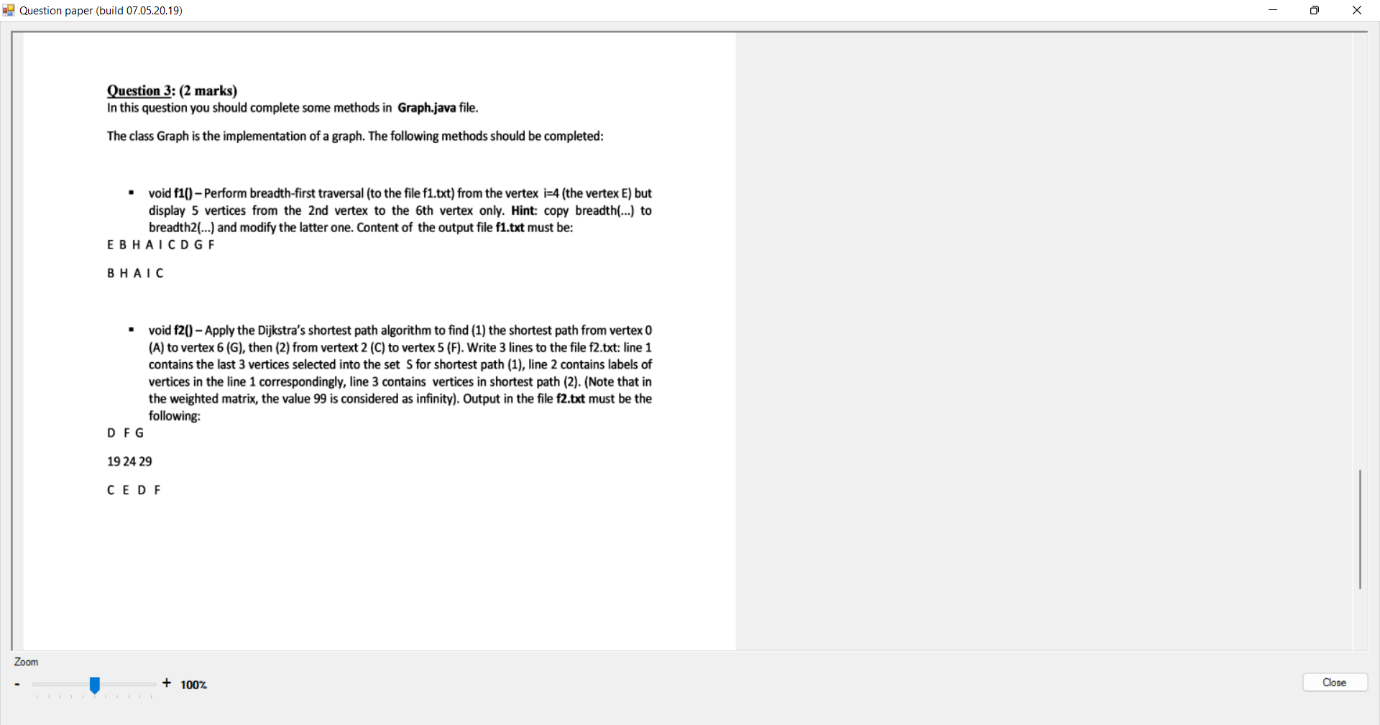 Question paper (build 07.05.20.19)
Question 3: (2 marks)
In this question you should complete some methods in Graph.java file.
The class Graph is the implementation of a graph. The following methods should be completed:
▪ void f1() – Perform breadth-first traversal (to the file f1.txt) from the vertex i=4 (the vertex E) but
display 5 vertices from the 2nd vertex to the 6th vertex only. Hint: copy breadth(...) to
breadth2(...) and modify the latter one. Content of the output file f1.txt must be:
E B H A I C D G F
B H A I C
▪ void f2() – Apply the Dijkstra's shortest path algorithm to find (1) the shortest path from vertex 0
(A) to vertex 6 (G), then (2) from vertext 2 (C) to vertex 5 (F). Write 3 lines to the file f2.txt: line 1
contains the last 3 vertices selected into the set S for shortest path (1), line 2 contains labels of
vertices in the line 1 correspondingly, line 3 contains vertices in shortest path (2). (Note that in
the weighted matrix, the value 99 is considered as infinity). Output in the file f2.txt must be the
following:
D F G
19 24 29
C E D F
Zoom
- + 100%
Close